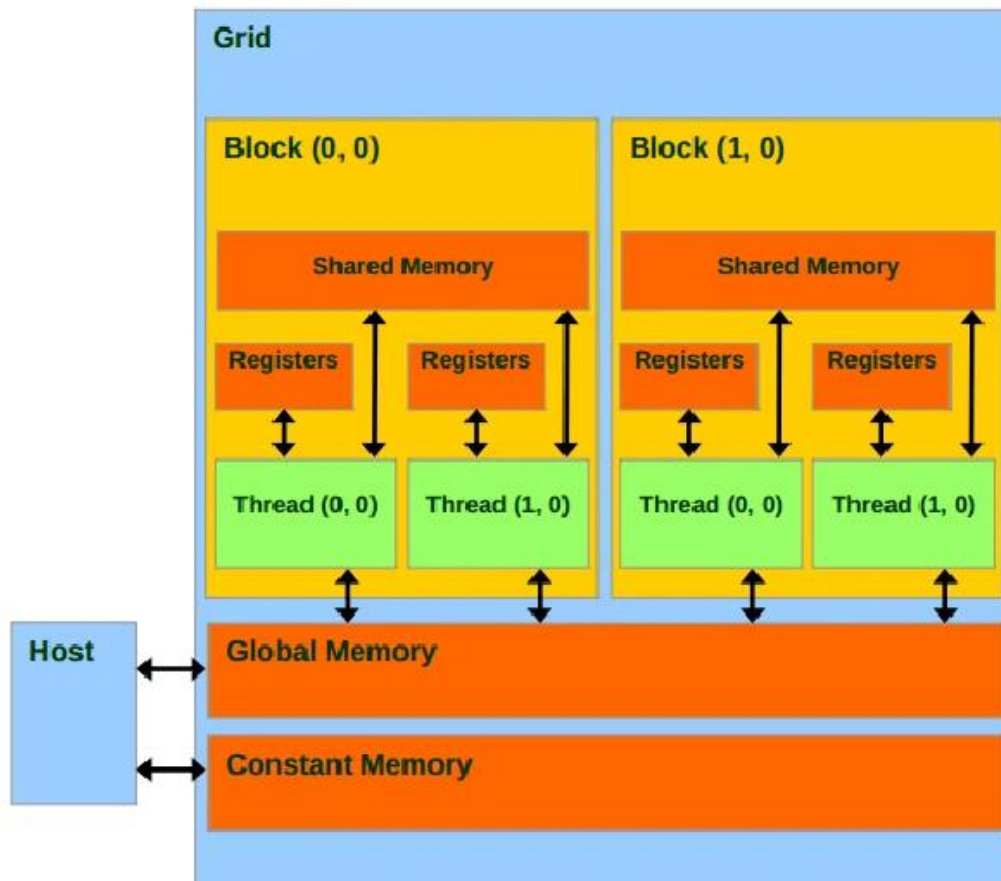 Grid
Block (0, 0)
Block (1, 0)
Shared Memory
Shared Memory
Registers
Registers
Registers
Registers
Thread (0, 0)
Thread (1, 0)
Thread (0, 0)
Thread (1, 0)
Host
Global Memory
Constant Memory